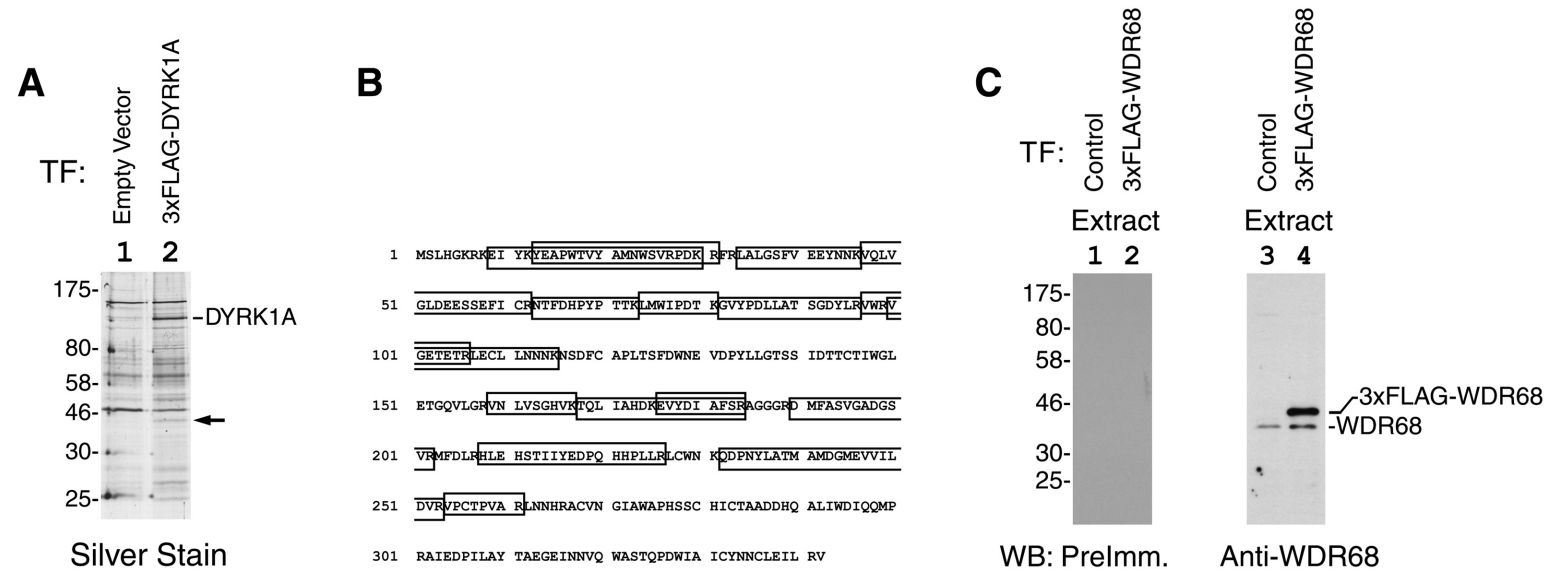 A
TF:
Empty Vector
3xFLAG-DYRK1A
1 2
175-
-DYRK1A
80-
58-
46-
30-
25-
Silver Stain
B
1 MSLHGKRKEI YKYEAPWTVY AMNWSVRPDK RFRLALGSFV EEYNNKVQLV
51 GLDEESSEFI CRNTFDHPYP TTKLMWIPDT KGVYPDLLAT SGDYLRVWRV
101 GETETRLECL LNNNKNSDFC APLTSFDWNE VDPYLLGTSS IDTTCTIWGL
151 ETGQVLGRVN LVSGHVKTQL IAHDKEVYDI AFSRAGGGRD MFASVGADGS
201 VRMFDLRHLE HSTIIYEDPQ HHPLLRLCWN KQDPNYLATM AMDGMEVVIL
251 DVRVPCTPVA RLNNHRACVN GIAWAPHSSC HICTAADDHQ ALIWDIQQMP
301 RAIEDPILAY TAEGEINNVQ WASTQPDWIA ICYNNCLEIL RV
C
TF:
Control
3xFLAG-WDR68
Control
3xFLAG-WDR68
Extract Extract
1 2 3 4
175-
80-
58-
46-
30-
25-
3xFLAG-WDR68
-WDR68
WB: PreImm. Anti-WDR68